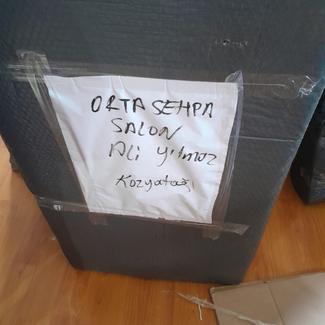 ORTA SEHPA
SALON
Ali Yılmaz
Kozyatağı